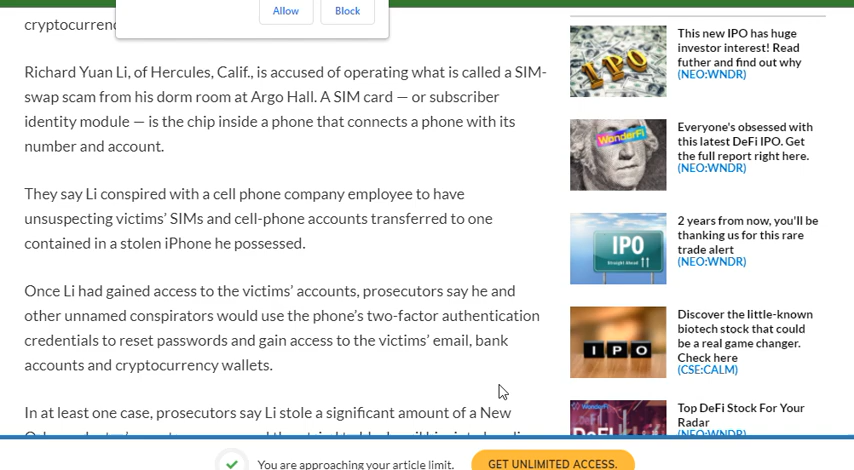 Allow Block
cryptocurrenc
Richard Yuan Li, of Hercules, Calif., is accused of operating what is called a SIM-
swap scam from his dorm room at Argo Hall. A SIM card — or subscriber
identity module — is the chip inside a phone that connects a phone with its
number and account.
They say Li conspired with a cell phone company employee to have
unsuspecting victims’ SIMs and cell-phone accounts transferred to one
contained in a stolen iPhone he possessed.
Once Li had gained access to the victims’ accounts, prosecutors say he and
other unnamed conspirators would use the phone’s two-factor authentication
credentials to reset passwords and gain access to the victims’ email, bank
accounts and cryptocurrency wallets.
In at least one case, prosecutors say Li stole a significant amount of a New
This new IPO has huge
investor interest! Read
futher and find out why
(NEO:WNDR)
IPO
Everyone's obsessed with
this latest DeFi IPO. Get
the full report right here.
(NEO:WNDR)
WonderFi
2 years from now, you'll be
thanking us for this rare
trade alert
(NEO:WNDR)
IPO
Straight Ahead
Discover the little-known
biotech stock that could
be a real game changer.
Check here
(CSE:CALM)
IPO
Top DeFi Stock For Your
Radar
(NEO:WNDR)
WonderFi
DeFi
You are approaching your article limit.
GET UNLIMITED ACCESS.